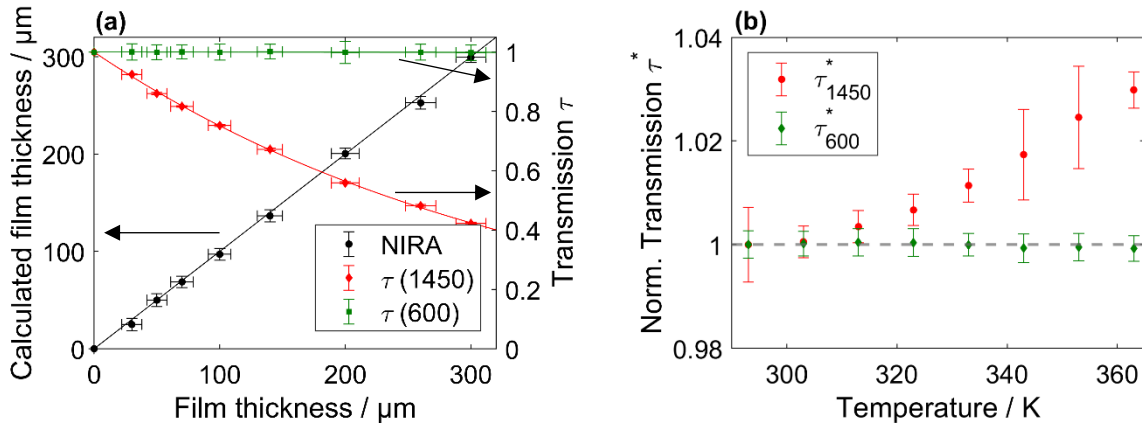 (a)
Calculated film thickness / µm
300
200
100
0
0
100
200
300
Film thickness / µm
1
0.8
0.6
0.4
0.2
0
Transmission τ
NIRA
τ (1450)
τ (600)
(b)
Norm. Transmission τ*
1.04
1.02
1
0.98
300
320
340
360
Temperature / K
τ*1450
τ*600